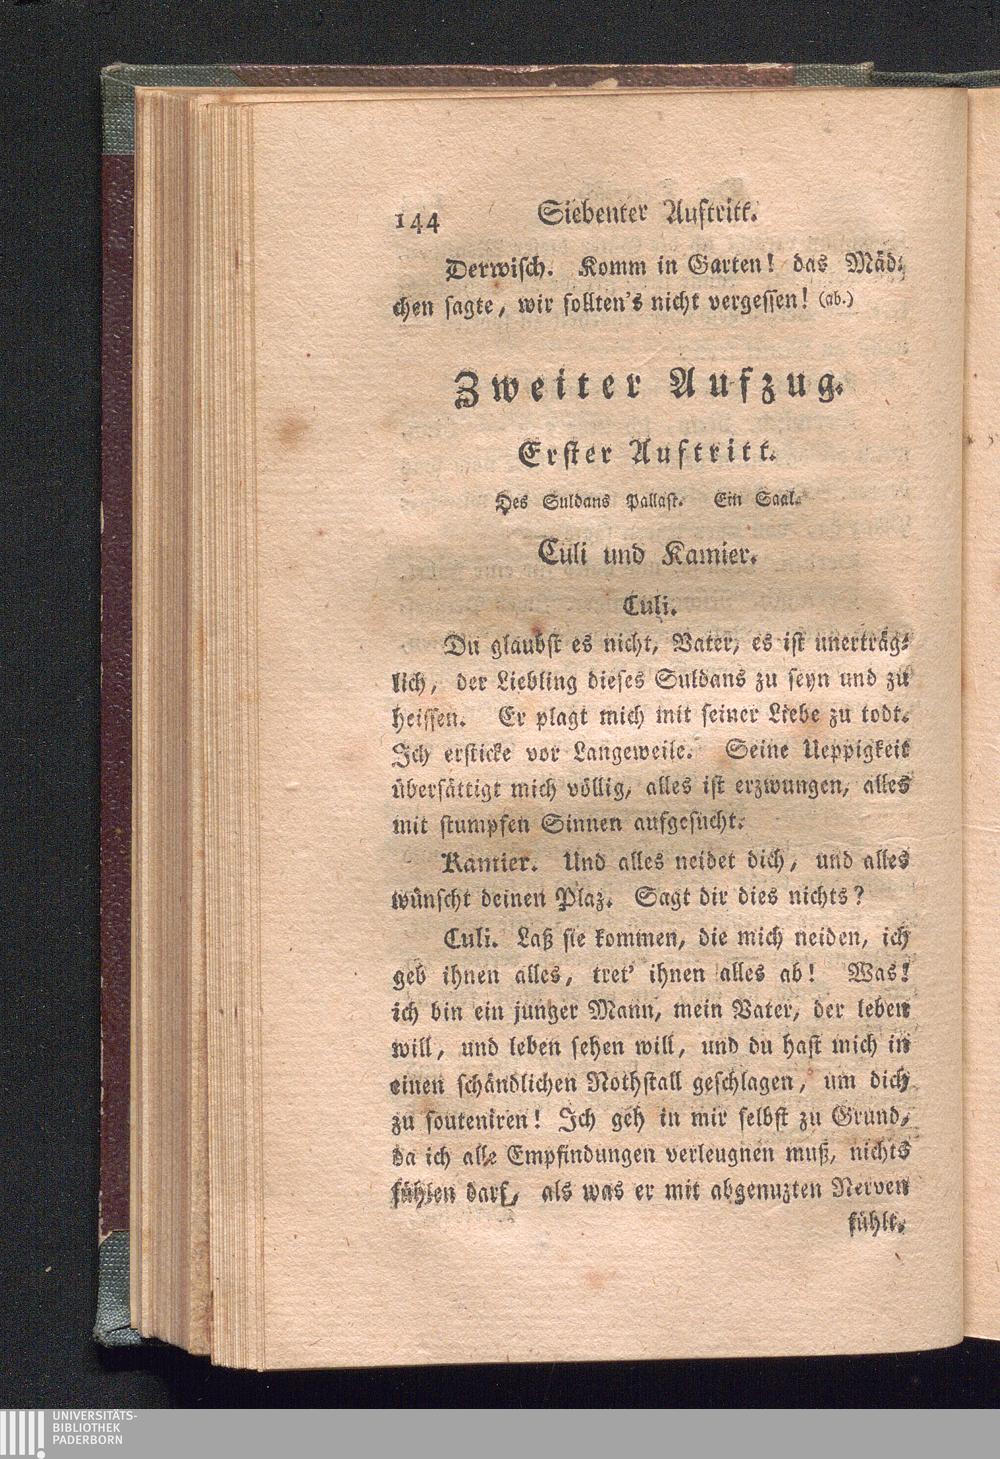 144 Siebenter Auftritt.
Derwisch. Komm in Garten! das Mäd-
chen sagte, wir sollten's nicht vergessen! (ab.)
Zweiter Aufzug.
Erster Auftritt.
Des Suldans Pallast. Ein Saal.
Culi und Kamier.
Culi.
Du glaubst es nicht, Vater, es ist unerträg-
lich, der Liebling dieses Suldans zu seyn und zu
heissen. Er plagt mich mit seiner Liebe zu todt.
Ich ersticke vor Langeweile. Seine Ueppigkeit
übersättigt mich völlig, alles ist erzwungen, alles
mit stumpfen Sinnen aufgesucht.
Kamier. Und alles neidet dich, und alles
wünscht deinen Plaz. Sagt dir dies nichts?
Culi. Laß sie kommen, die mich neiden, ich
geb ihnen alles, tret' ihnen alles ab! Was!
ich bin ein junger Mann, mein Vater, der leben
will, und leben sehen will, und du hast mich in
einen schändlichen Nothstall geschlagen, um dich
zu souteniren! Ich geh in mir selbst zu Grund,
da ich alle Empfindungen verleugnen muß, nichts
fühlen darf, als was er mit abgenuzten Nerven
fühlt.
UNIVERSITÄTS-
BIBLIOTHEK
PADERBORN